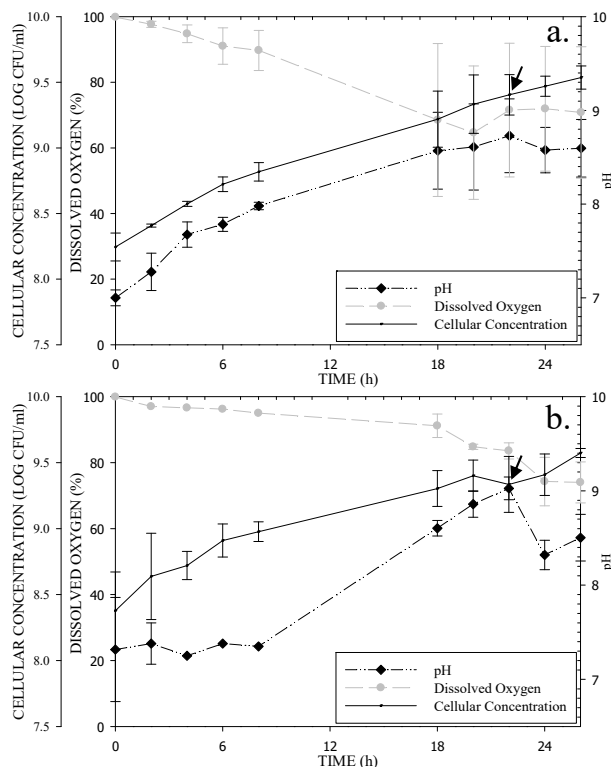 CELLULAR CONCENTRATION (LOG CFU/ml)
10.0
9.5
9.0
8.5
8.0
7.5
DISSOLVED OXYGEN (%)
100
80
60
40
20
0
a.
10
9
8
7
pH
pH
Dissolved Oxygen
Cellular Concentration
0 6 12 18 24
TIME (h)
CELLULAR CONCENTRATION (LOG CFU/ml)
10.0
9.5
9.0
8.5
8.0
7.5
DISSOLVED OXYGEN (%)
100
80
60
40
20
0
b.
10
9
8
7
pH
pH
Dissolved Oxygen
Cellular Concentration
0 6 12 18 24
TIME (h)